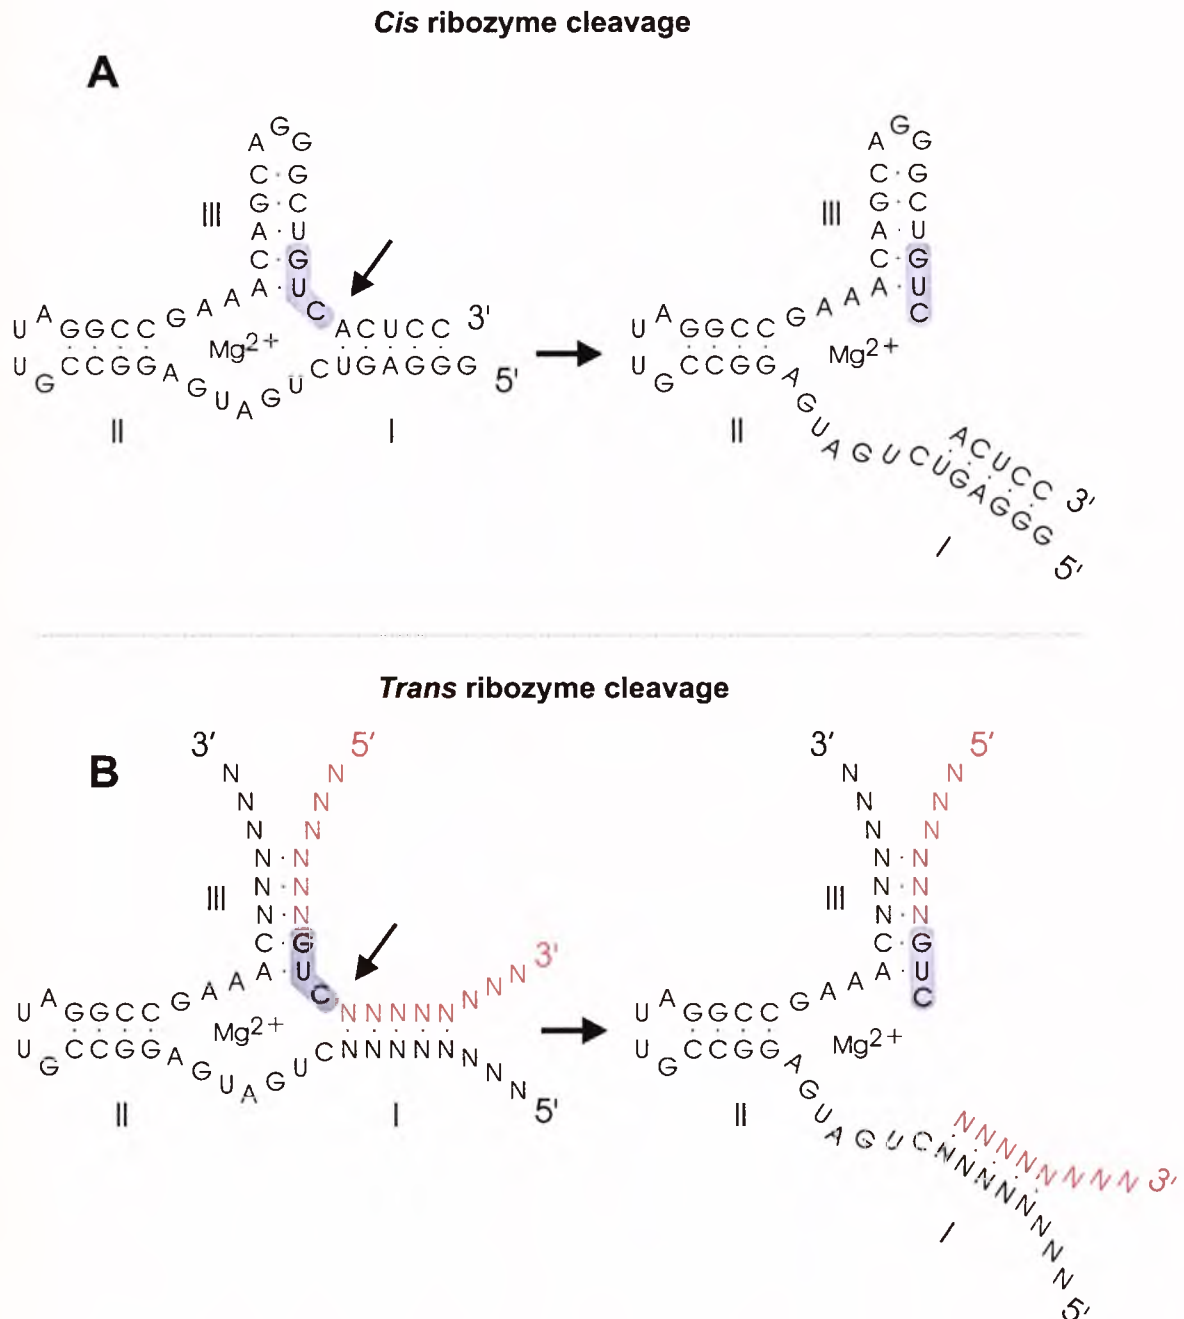 Cis ribozyme cleavage
A
A G G
C G
G C
III
A U
C G
A A A U
C
U A G G C C G A C U C C 3'
Mg2+
U G C C G G A G U A G U C U G A G G G 5'
II
I
A G G
C G
G C
III
A U
C G
A A A U
C
U A G G C C G
Mg2+
U G C C G G A G U A G U C U G A G G G 5'
A C U C C 3'
II
I
Trans ribozyme cleavage
B
3' 5'
N N
N N
N N
N N
III N N
N N
C G
A A A U
C
U A G G C C G N N N N N N N N 3'
Mg2+
U G C C G G A G U A G U C N N N N N N N N 5'
II
I
3' 5'
N N
N N
N N
N N
III N N
N N
C G
A A A U
C
U A G G C C G
Mg2+
U G C C G G A G U A G U C N N N N N N N N N 5'
N N N N N N N N N 3'
II
I